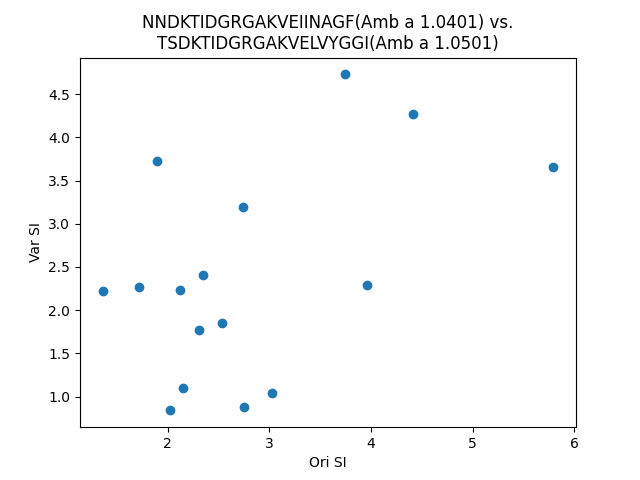 NNDKTIDGRGAKVEIINAGF(Amb a 1.0401) vs.
TSDKTIDGRGAKVELVYGGI(Amb a 1.0501)
4.5
4.0
3.5
3.0
2.5
2.0
1.5
1.0
Var SI
2 3 4 5 6
Ori SI